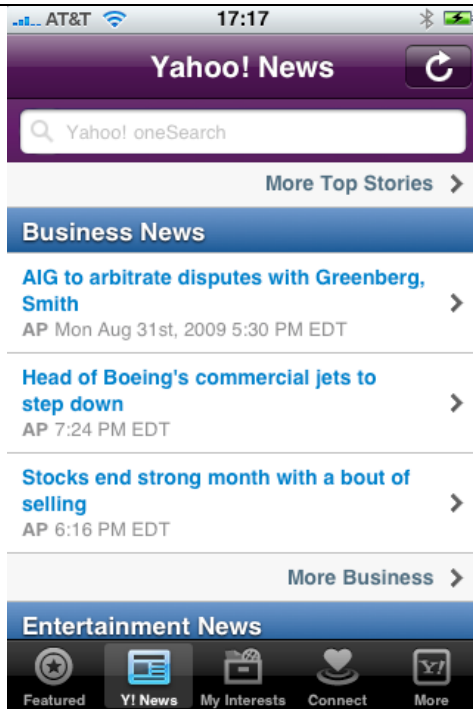 AT&T 17:17
Yahoo! News
Yahoo! oneSearch
More Top Stories
Business News
AIG to arbitrate disputes with Greenberg,
Smith
AP Mon Aug 31st, 2009 5:30 PM EDT
Head of Boeing's commercial jets to
step down
AP 7:24 PM EDT
Stocks end strong month with a bout of
selling
AP 6:16 PM EDT
More Business
Entertainment News
Y!
Featured Y! News My Interests Connect More